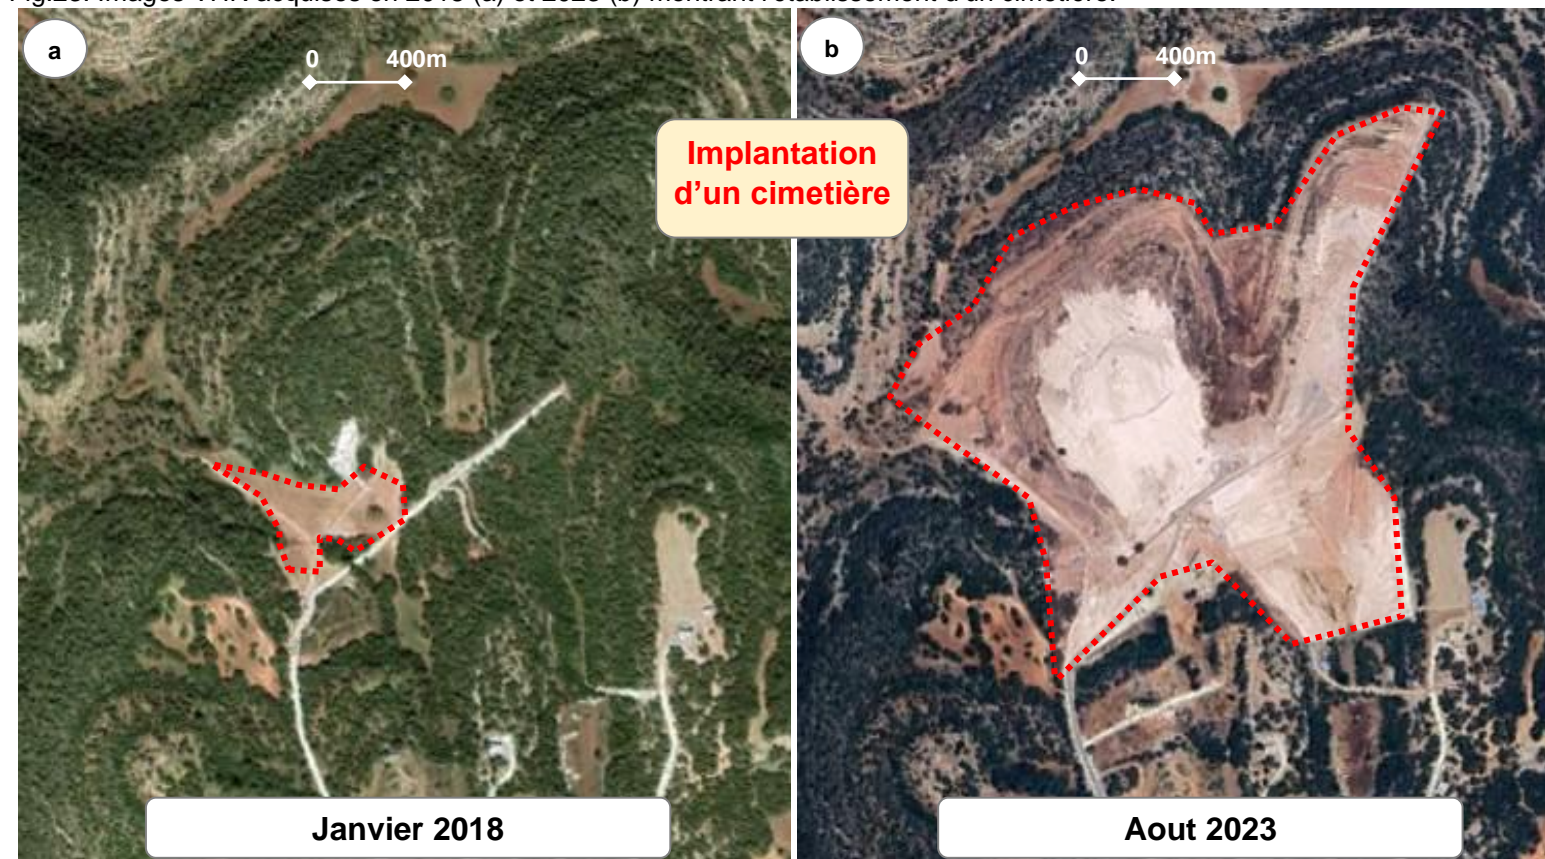 a
0 400m
b
0 400m
Implantation
d'un cimetière
Janvier 2018
Aout 2023